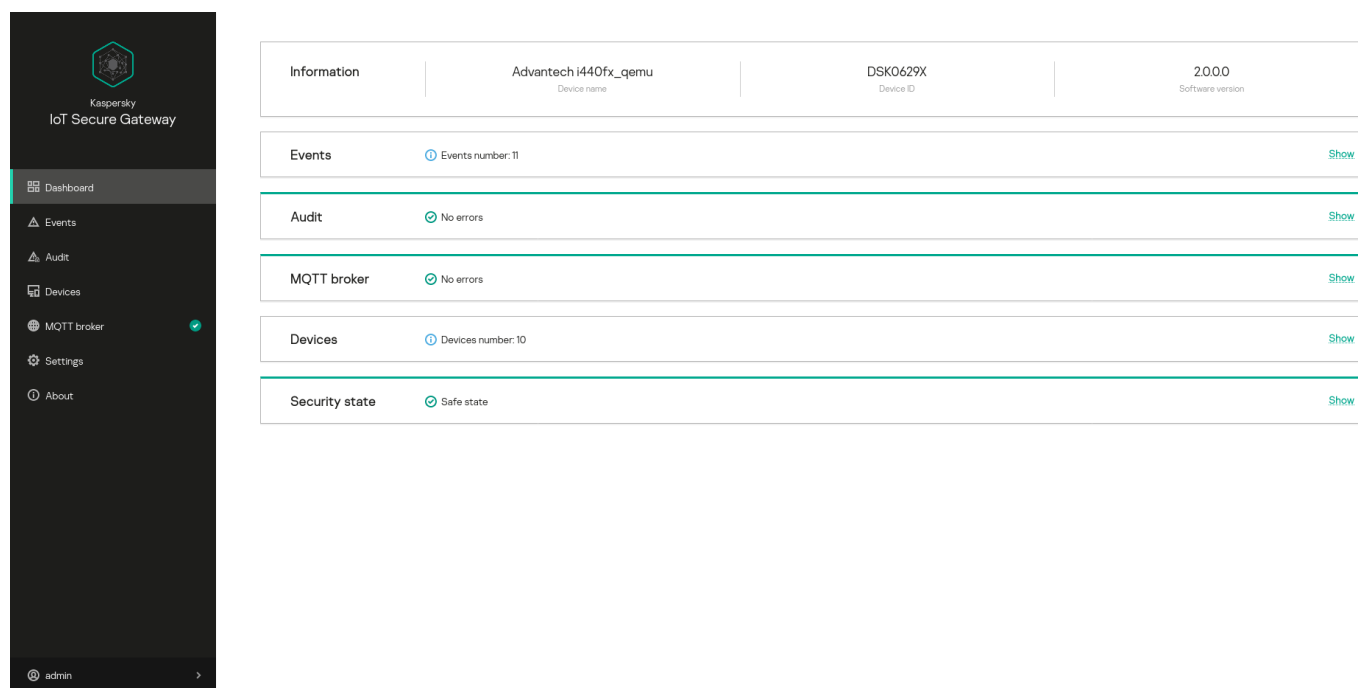 Kaspersky
IoT Secure Gateway
Dashboard
Events
Audit
Devices
MQTT broker
Settings
About
admin
Information
Advantech i440fx_qemu
Device name
DSK0629X
Device ID
2.0.0.0
Software version
Events
Events number: 11
Show
Audit
No errors
Show
MQTT broker
No errors
Show
Devices
Devices number: 10
Show
Security state
Safe state
Show